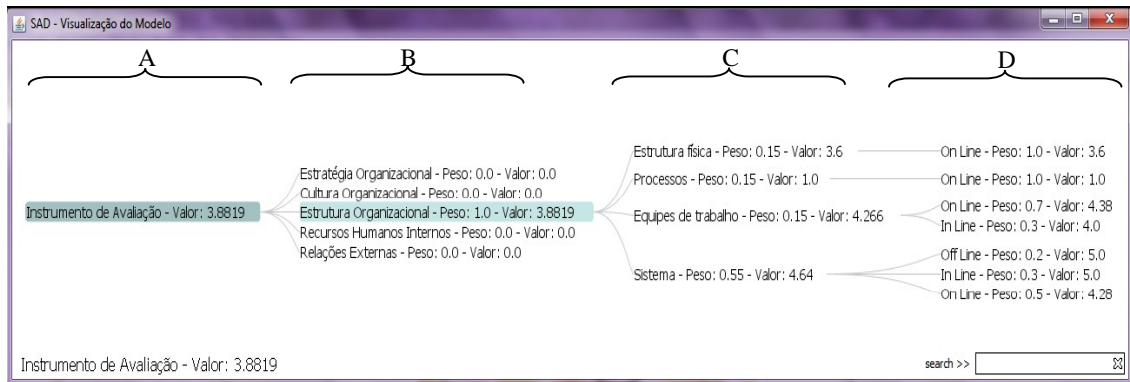 SAD - Visualização do Modelo
A
B
C
D
Instrumento de Avaliação - Valor: 3.8819
Estratégia Organizacional - Peso: 0.0 - Valor: 0.0
Cultura Organizacional - Peso: 0.0 - Valor: 0.0
Estrutura Organizacional - Peso: 1.0 - Valor: 3.8819
Recursos Humanos Internos - Peso: 0.0 - Valor: 0.0
Relações Externas - Peso: 0.0 - Valor: 0.0
Estrutura física - Peso: 0.15 - Valor: 3.6
Processos - Peso: 0.15 - Valor: 1.0
Equipes de trabalho - Peso: 0.15 - Valor: 4.266
Sistema - Peso: 0.55 - Valor: 4.64
On Line - Peso: 1.0 - Valor: 3.6
On Line - Peso: 1.0 - Valor: 1.0
On Line - Peso: 0.7 - Valor: 4.38
In Line - Peso: 0.3 - Valor: 4.0
Off Line - Peso: 0.2 - Valor: 5.0
In Line - Peso: 0.3 - Valor: 5.0
On Line - Peso: 0.5 - Valor: 4.28
Instrumento de Avaliação - Valor: 3.8819
search >>